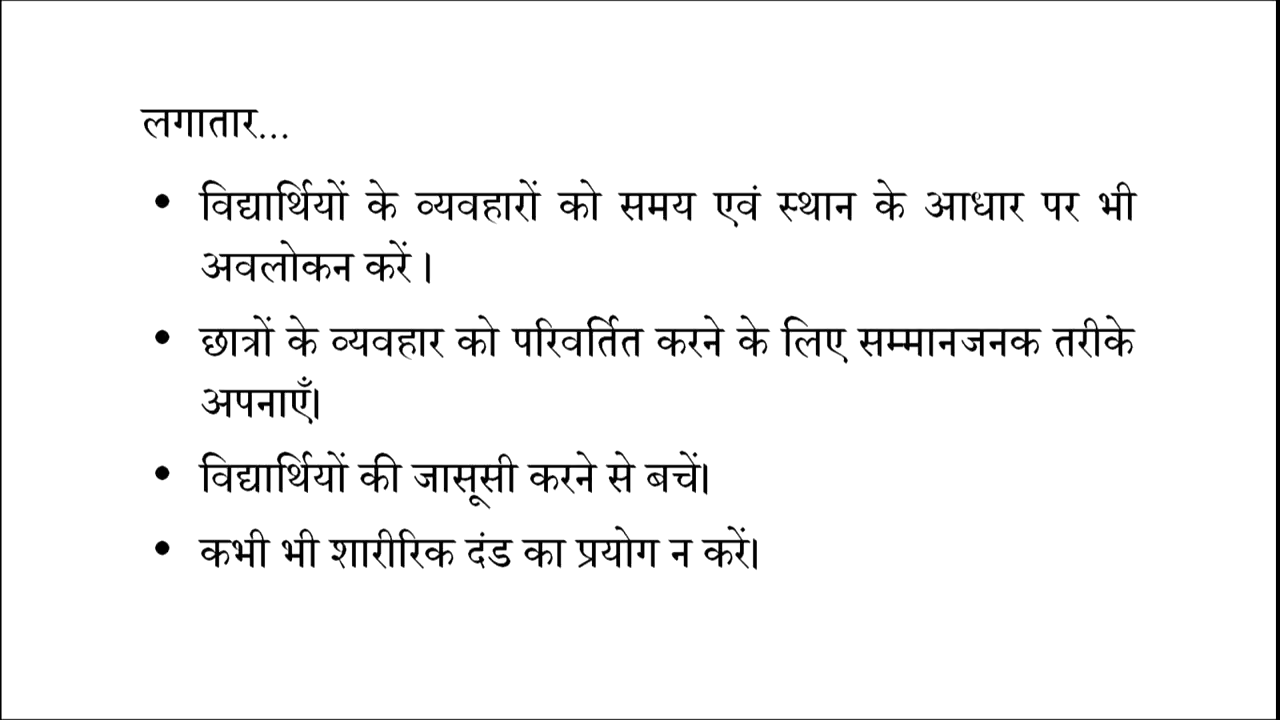 लगातार...
• विद्यार्थियों के व्यवहारों को समय एवं स्थान के आधार पर भी
अवलोकन करें ।
• छात्रों के व्यवहार को परिवर्तित करने के लिए सम्मानजनक तरीके
अपनाएँ।
• विद्यार्थियों की जासूसी करने से बचें।
• कभी भी शारीरिक दंड का प्रयोग न करें।